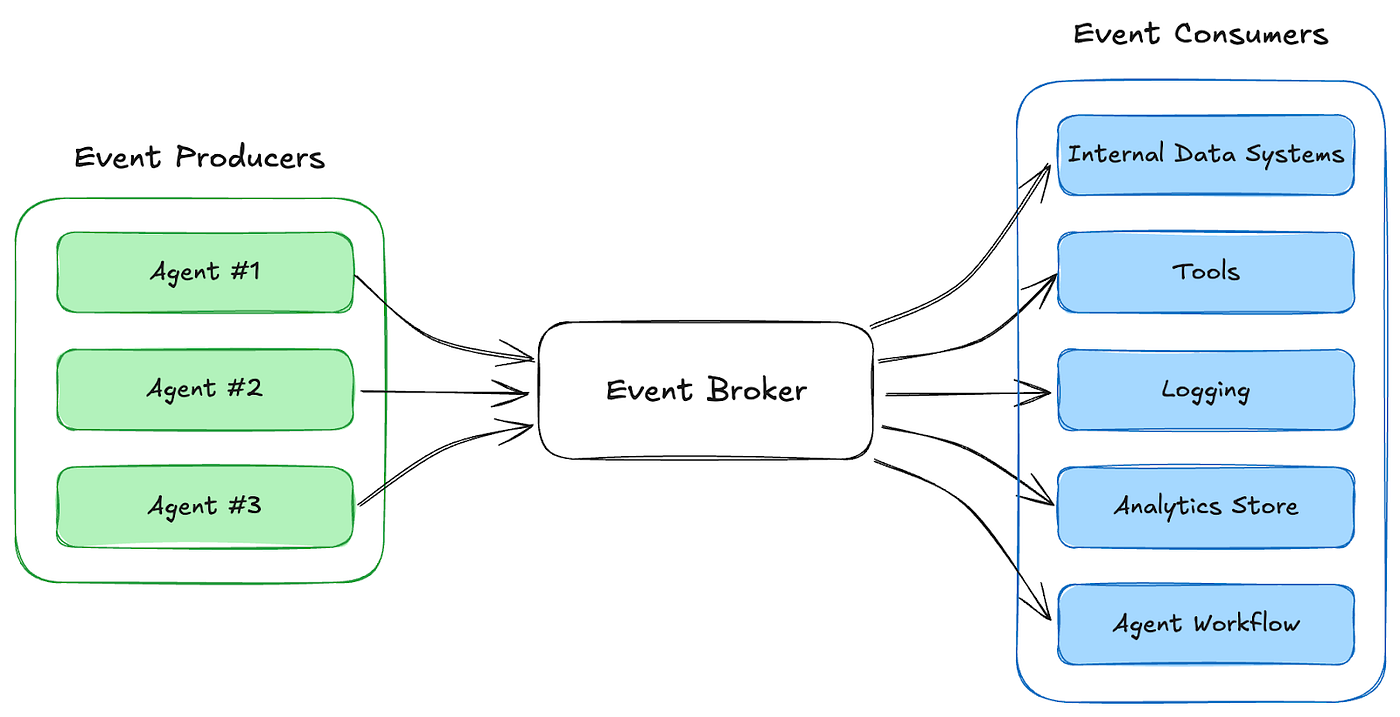 Event Producers
Agent #1
Agent #2
Agent #3
Event Broker
Event Consumers
Internal Data Systems
Tools
Logging
Analytics Store
Agent Workflow